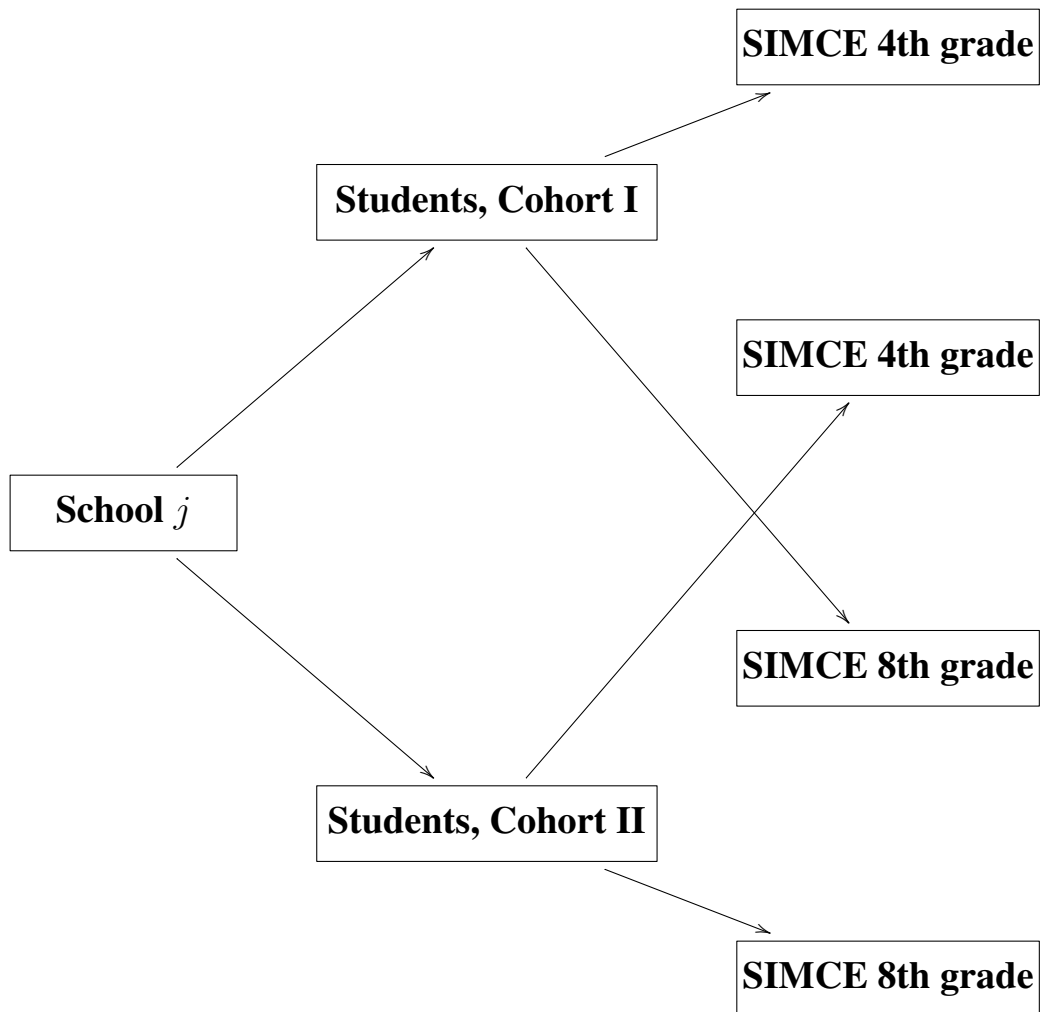 SIMCE 4th grade
Students, Cohort I
SIMCE 4th grade
School j
SIMCE 8th grade
Students, Cohort II
SIMCE 8th grade